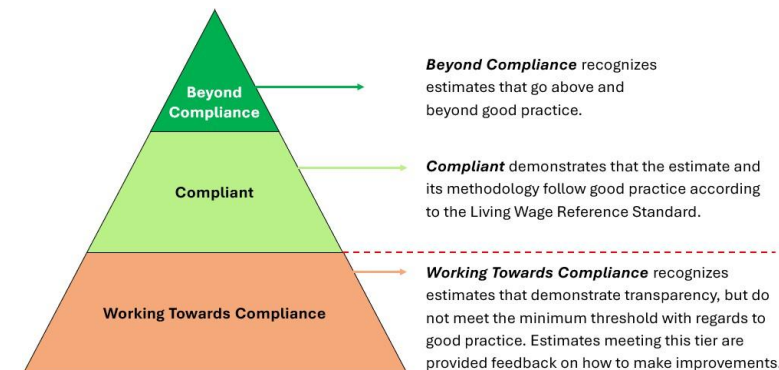 Beyond
Compliance
Beyond Compliance recognizes
estimates that go above and
beyond good practice.
Compliant
Compliant demonstrates that the estimate and
its methodology follow good practice according
to the Living Wage Reference Standard.
Working Towards Compliance
Working Towards Compliance recognizes
estimates that demonstrate transparency, but do
not meet the minimum threshold with regards to
good practice. Estimates meeting this tier are
provided feedback on how to make improvements